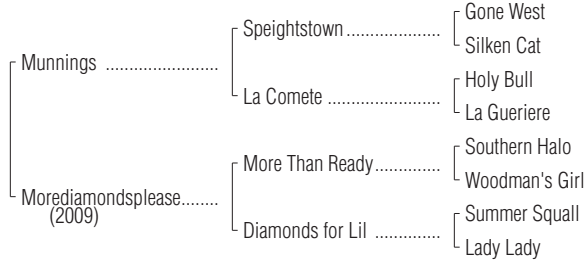 Gone West
Speightstown ....................
Silken Cat
Munnings ........................
Holy Bull
La Comete ........................
La Gueriere
Southern Halo
More Than Ready..............
Woodman's Girl
Morediamondsplease........
(2009)
Summer Squall
Diamonds for Lil ..............
Lady Lady